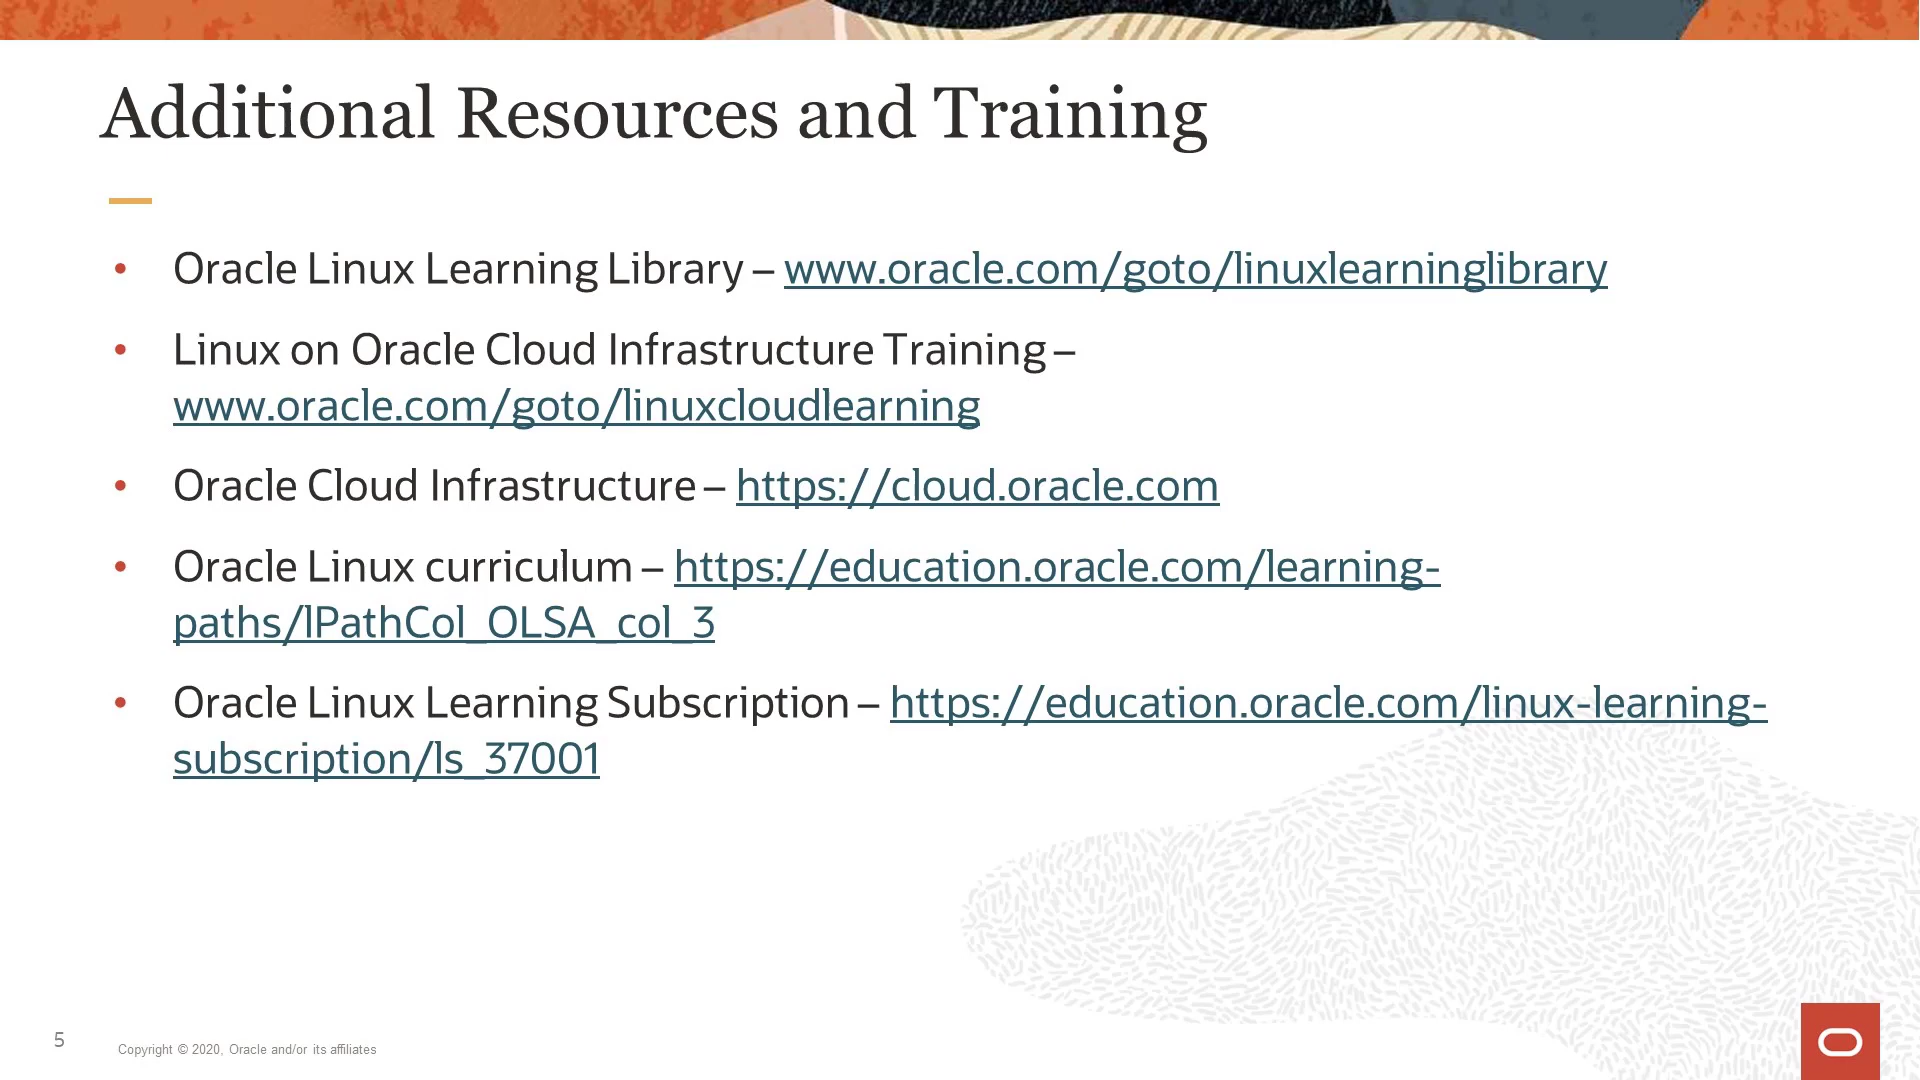 Additional Resources and Training
• Oracle Linux Learning Library – www.oracle.com/goto/linuxlearninglibrary
• Linux on Oracle Cloud Infrastructure Training –
www.oracle.com/goto/linuxcloudlearning
• Oracle Cloud Infrastructure – https://cloud.oracle.com
• Oracle Linux curriculum – https://education.oracle.com/learning-
paths/lPathCol_OLSA_col_3
• Oracle Linux Learning Subscription – https://education.oracle.com/linux-learning-
subscription/ls_37001
5
Copyright © 2020, Oracle and/or its affiliates